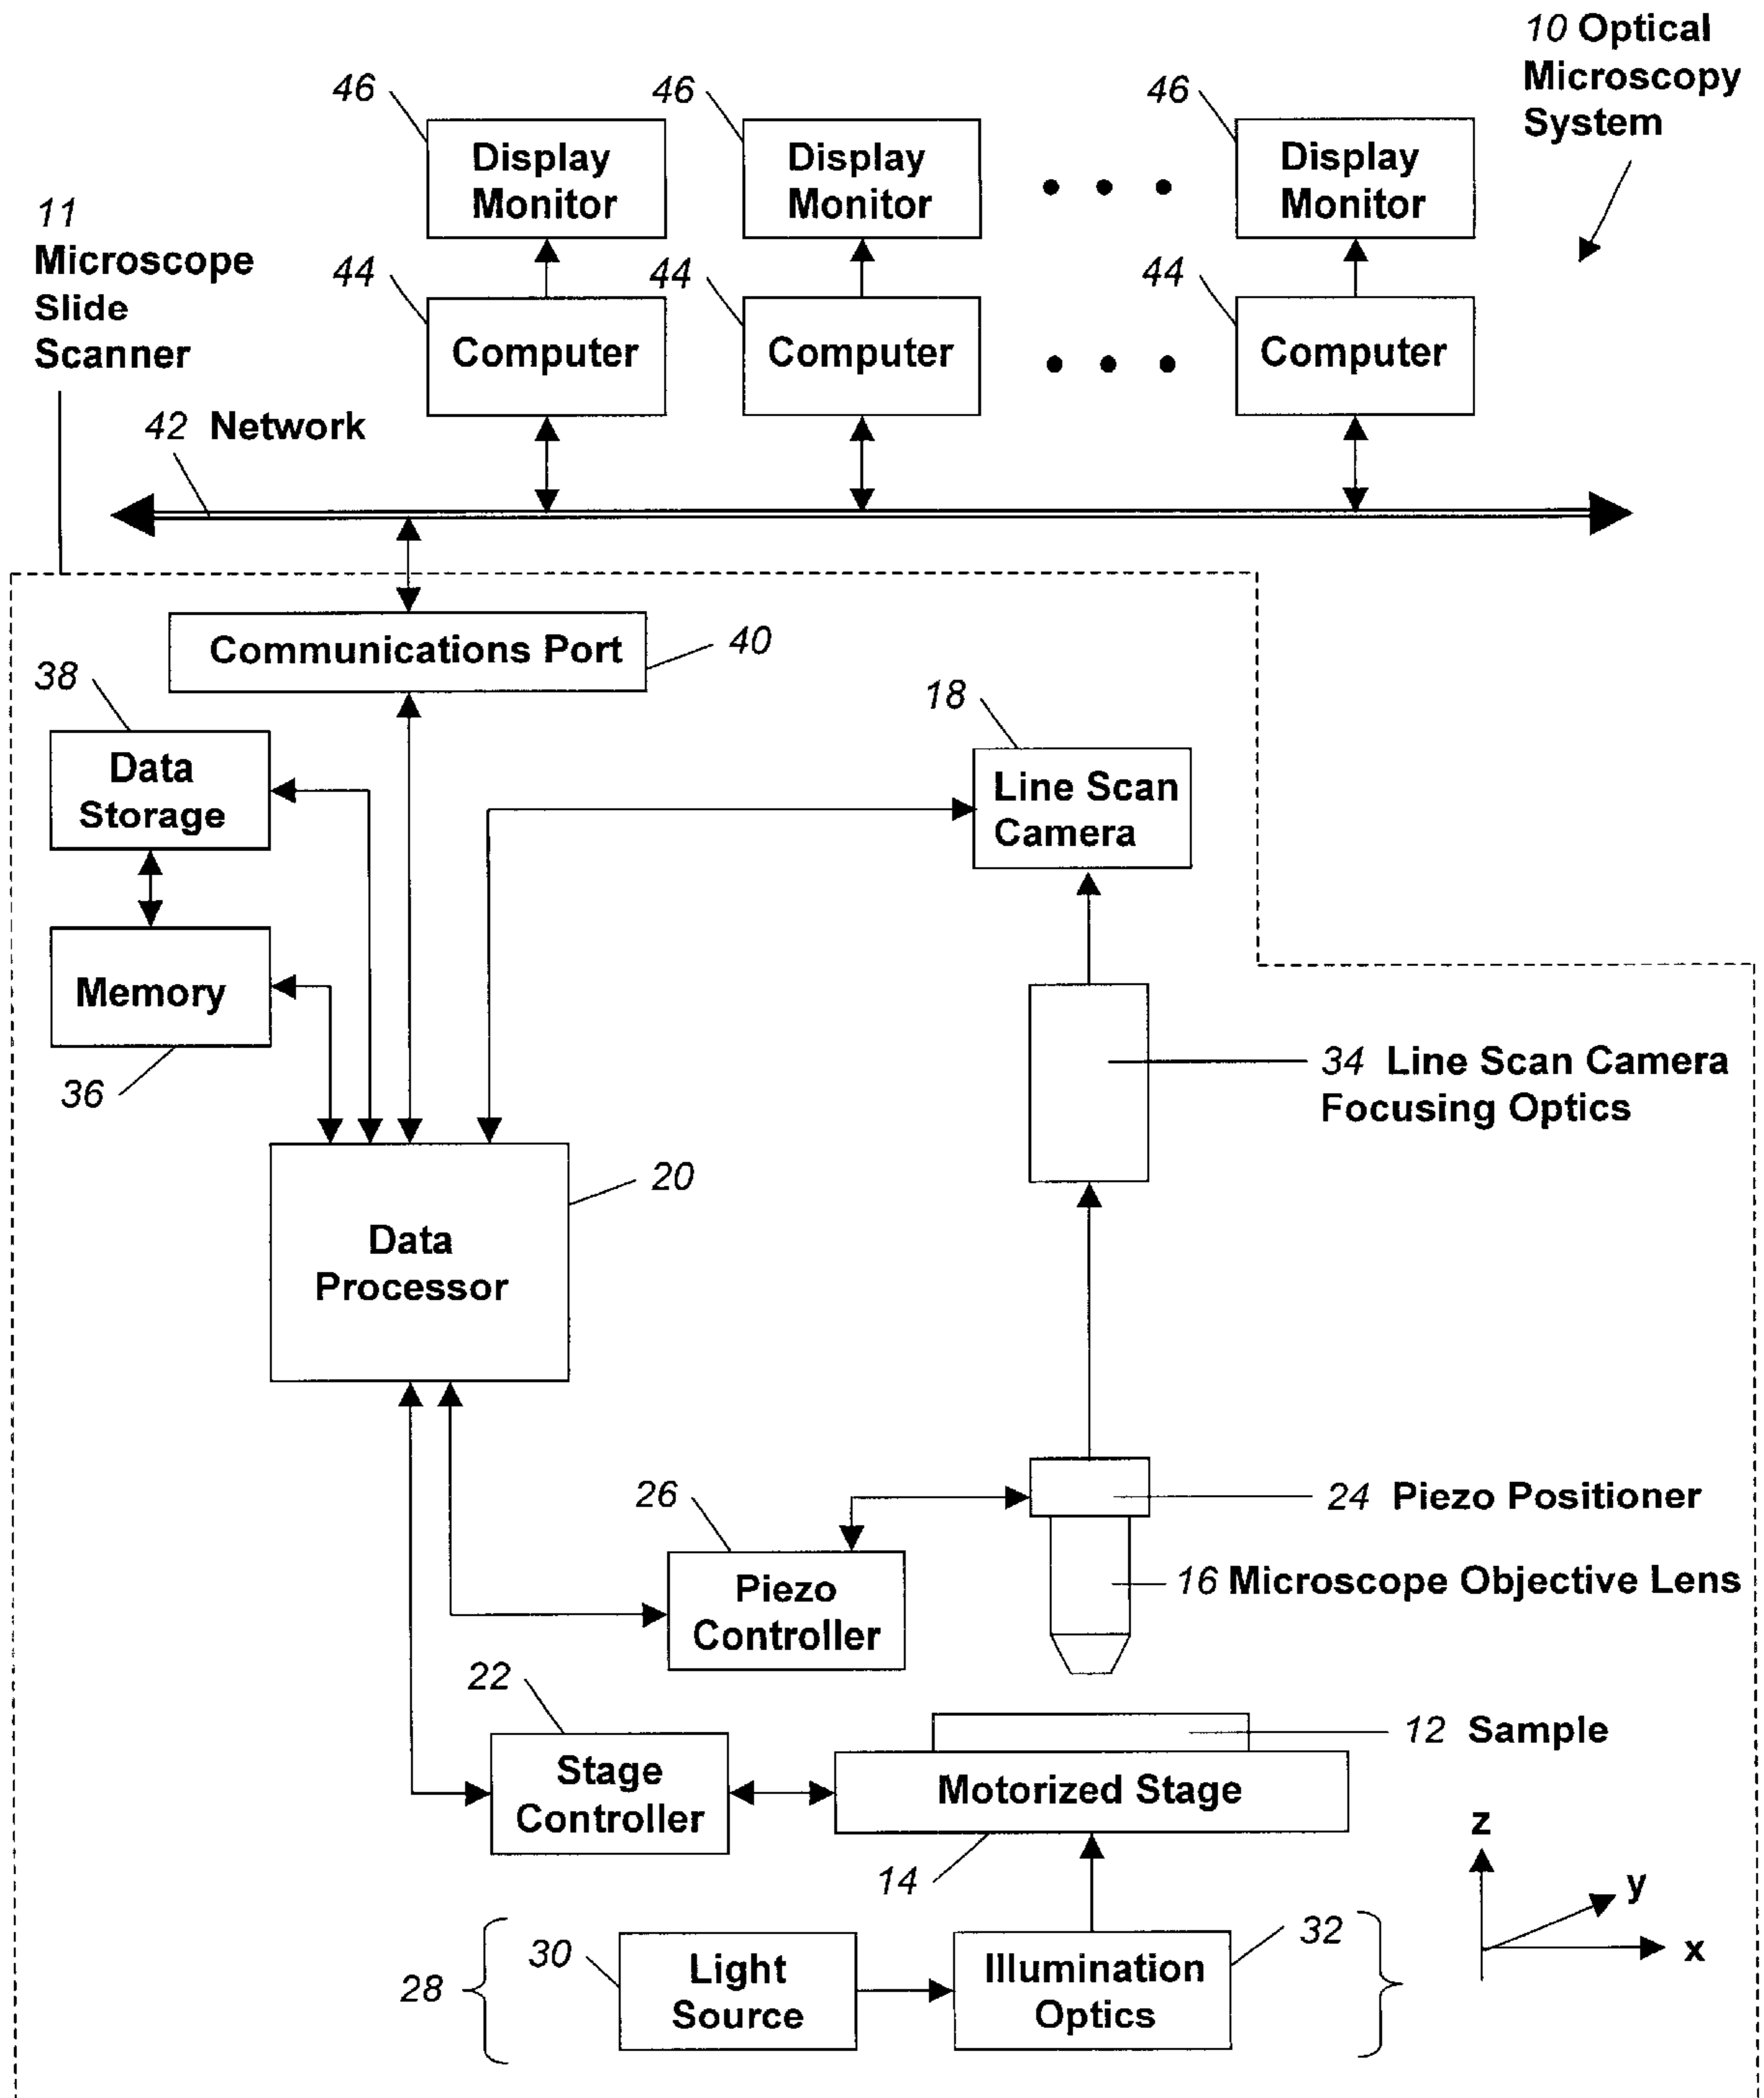 10 Optical
Microscopy
System
46
46
46
Display
Monitor
Display
Monitor
Display
Monitor
11
Microscope
Slide
Scanner
44
44
44
Computer
Computer
Computer
42 Network
Communications Port
40
38
Data
Storage
18
Line Scan
Camera
Memory
36
34 Line Scan Camera
Focusing Optics
20
Data
Processor
26
24 Piezo Positioner
Piezo
Controller
16 Microscope Objective Lens
22
12 Sample
Stage
Controller
Motorized Stage
14
z
y
x
28
30
Light
Source
Illumination
Optics
32